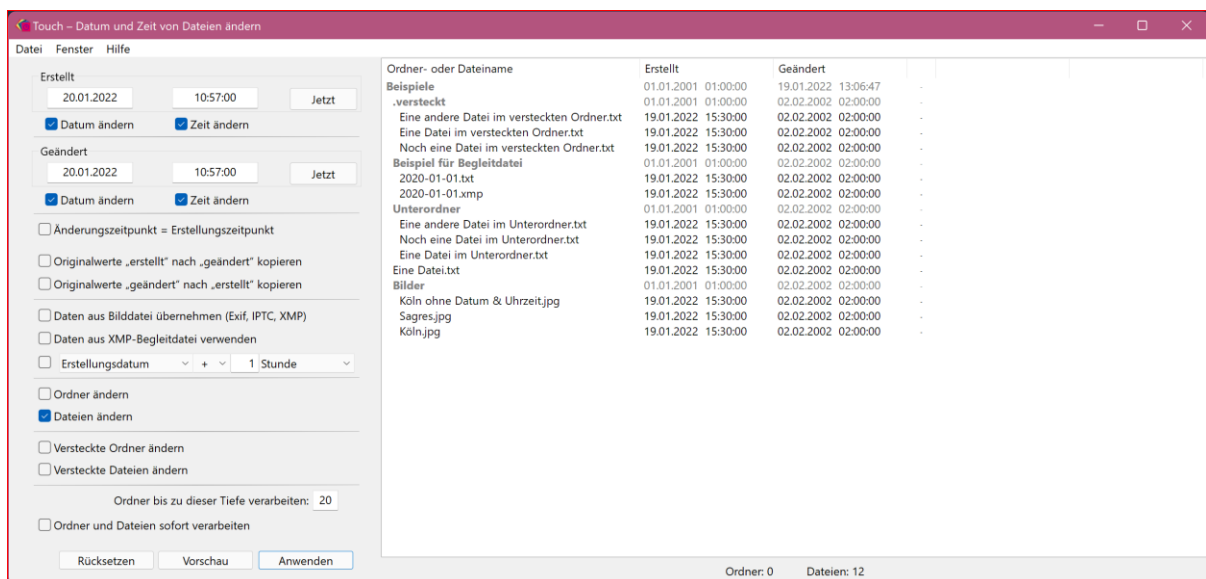 Touch – Datum und Zeit von Dateien ändern
Datei Fenster Hilfe
Erstellt
20.01.2022 10:57:00 Jetzt
Datum ändern Zeit ändern
Geändert
20.01.2022 10:57:00 Jetzt
Datum ändern Zeit ändern
Änderungszeitpunkt = Erstellungszeitpunkt
Originalwerte „erstellt“ nach „geändert“ kopieren
Originalwerte „geändert“ nach „erstellt“ kopieren
Daten aus Bilddatei übernehmen (Exif, IPTC, XMP)
Daten aus XMP-Begleitdatei verwenden
Erstellungsdatum + 1 Stunde
Ordner ändern
Dateien ändern
Versteckte Ordner ändern
Versteckte Dateien ändern
Ordner bis zu dieser Tiefe verarbeiten: 20
Ordner und Dateien sofort verarbeiten
Rücksetzen Vorschau Anwenden
Ordner- oder Dateiname Erstellt Geändert
Beispiele 01.01.2001 01:00:00 19.01.2022 13:06:47 -
.versteckt 01.01.2001 01:00:00 02.02.2002 02:00:00 -
Eine andere Datei im versteckten Ordner.txt 19.01.2022 15:30:00 02.02.2002 02:00:00 -
Eine Datei im versteckten Ordner.txt 19.01.2022 15:30:00 02.02.2002 02:00:00 -
Noch eine Datei im versteckten Ordner.txt 19.01.2022 15:30:00 02.02.2002 02:00:00 -
Beispiel für Begleitdatei 01.01.2001 01:00:00 02.02.2002 02:00:00 -
2020-01-01.txt 19.01.2022 15:30:00 02.02.2002 02:00:00 -
2020-01-01.xmp 19.01.2022 15:30:00 02.02.2002 02:00:00 -
Unterordner 01.01.2001 01:00:00 02.02.2002 02:00:00 -
Eine andere Datei im Unterordner.txt 19.01.2022 15:30:00 02.02.2002 02:00:00 -
Noch eine Datei im Unterordner.txt 19.01.2022 15:30:00 02.02.2002 02:00:00 -
Eine Datei im Unterordner.txt 19.01.2022 15:30:00 02.02.2002 02:00:00 -
Eine Datei.txt 19.01.2022 15:30:00 02.02.2002 02:00:00 -
Bilder 01.01.2001 01:00:00 02.02.2002 02:00:00 -
Köln ohne Datum & Uhrzeit.jpg 19.01.2022 15:30:00 02.02.2002 02:00:00 -
Sagres.jpg 19.01.2022 15:30:00 02.02.2002 02:00:00 -
Köln.jpg 19.01.2022 15:30:00 02.02.2002 02:00:00 -
Ordner: 0 Dateien: 12